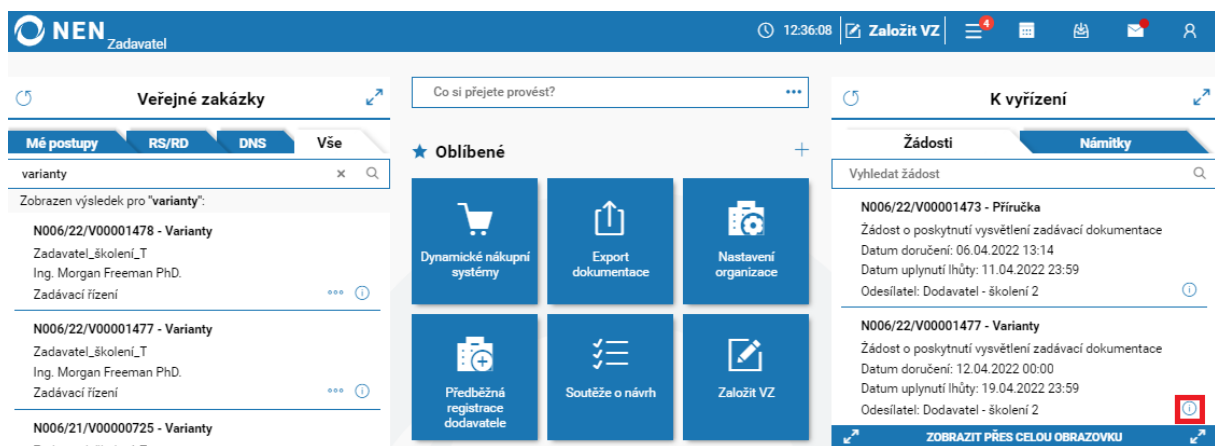 NEN Zadavatel
12:36:08 Založit VZ 4
Veřejné zakázky
Mé postupy RS/RD DNS Vše
varianty
Zobrazen výsledek pro "varianty":
N006/22/V00001478 - Varianty
Zadavatel_školení_T
Ing. Morgan Freeman PhD.
Zadávací řízení
N006/22/V00001477 - Varianty
Zadavatel_školení_T
Ing. Morgan Freeman PhD.
Zadávací řízení
N006/21/V00000725 - Varianty
Co si přejete provést?
Oblíbené
Dynamické nákupní
systémy
Export
dokumentace
Nastavení
organizace
Předběžná
registrace
dodavatele
Soutěže o návrh
Založit VZ
K vyřízení
Žádosti Námitky
Vyhledat žádost
N006/22/V00001473 - Příručka
Žádost o poskytnutí vysvětlení zadávací dokumentace
Datum doručení: 06.04.2022 13:14
Datum uplynutí lhůty: 11.04.2022 23:59
Odesílatel: Dodavatel - školení 2
N006/22/V00001477 - Varianty
Žádost o poskytnutí vysvětlení zadávací dokumentace
Datum doručení: 12.04.2022 00:00
Datum uplynutí lhůty: 19.04.2022 23:59
Odesílatel: Dodavatel - školení 2
ZOBRAZIT PŘES CELOU OBRAZOVKU